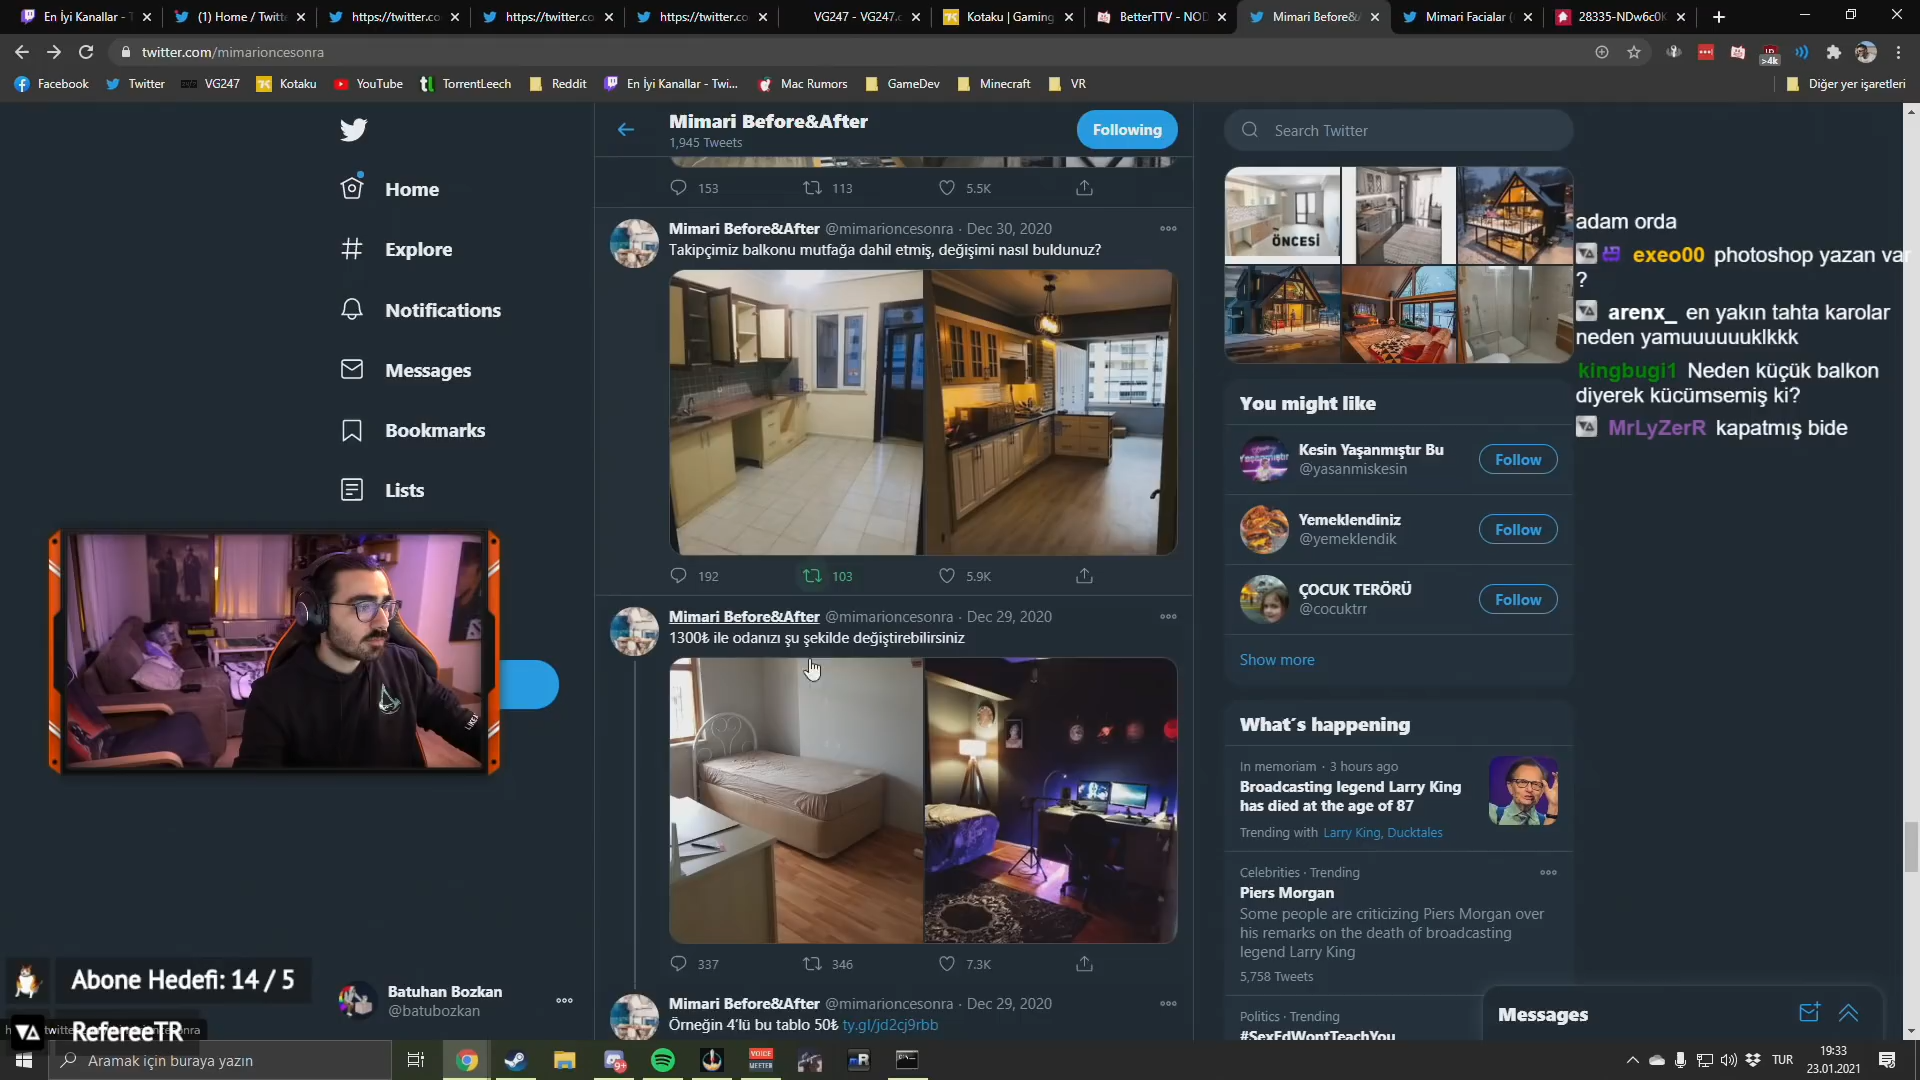 En İyi Kanallar -
(1) Home / Twitte
https://twitter.co
https://twitter.co
https://twitter.co
VG247 - VG247.c
Kotaku | Gaming
BetterTTV - NOD
Mimari Before&A
Mimari Facialar (
28335-NDw6c0K
twitter.com/mimarioncesonra
Facebook
Twitter
VG247
Kotaku
YouTube
TorrentLeech
Reddit
En İyi Kanallar - Twi...
Mac Rumors
GameDev
Minecraft
VR
Diğer yer işaretleri
>4k
Home
Explore
Notifications
Messages
Bookmarks
Lists
Batuhan Bozkan
@batubozkan
Abone Hedefi: 14 / 5
RefereeTR
Mimari Before&After
1,945 Tweets
Following
153
113
5.5K
Mimari Before&After @mimarioncesonra · Dec 30, 2020
Takipçimiz balkonu mutfağa dahil etmiş, değişimi nasıl buldunuz?
192
103
5.9K
Mimari Before&After @mimarioncesonra · Dec 29, 2020
1300₺ ile odanızı şu şekilde değiştirebilirsiniz
337
346
7.3K
Mimari Before&After @mimarioncesonra · Dec 29, 2020
Örneğin 4'lü bu tablo 50₺ ty.gl/jd2cj9rbb
Search Twitter
ÖNCESİ
You might like
Kesin Yaşanmıştır Bu
@yasanmiskesin
Follow
Yemeklendiniz
@yemeklendik
Follow
ÇOCUK TERÖRÜ
@cocuktrr
Follow
Show more
What's happening
In memoriam · 3 hours ago
Broadcasting legend Larry King
has died at the age of 87
Trending with Larry King, Ducktales
Celebrities · Trending
Piers Morgan
Some people are criticizing Piers Morgan over
his remarks on the death of broadcasting
legend Larry King
5,758 Tweets
Politics · Trending
#SexEdWontTeachYou
Messages
adam orda
exeo00 photoshop yazan var
?
arenx_ en yakın tahta karolar
neden yamuuuuuuklkkk
kingbugi1 Neden küçük balkon
diyerek kücümsemiş ki?
MrLyZerR kapatmış bide
Aramak için buraya yazın
9+
VOICE
MEETER
TUR
19:33
23.01.2021